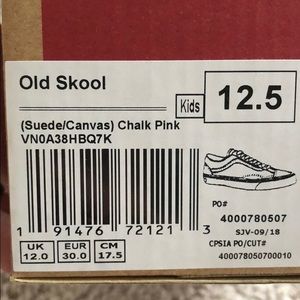 Old Skool
Kids
12.5
(Suede/Canvas) Chalk Pink
VN0A38HBQ7K
PO#
4000780507
1 91476 72121 3
SJV-09/18
CPSIA PO/CUT#
400078050700010
UK EUR CM
12.0 30.0 17.5